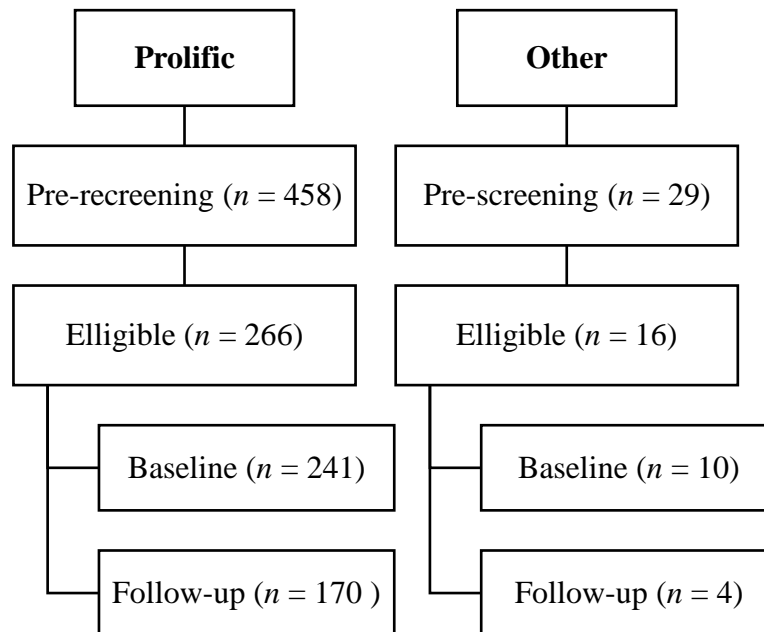 Prolific
Other
Pre-recreening (n = 458)
Pre-screening (n = 29)
Elligible (n = 266)
Elligible (n = 16)
Baseline (n = 241)
Baseline (n = 10)
Follow-up (n = 170 )
Follow-up (n = 4)